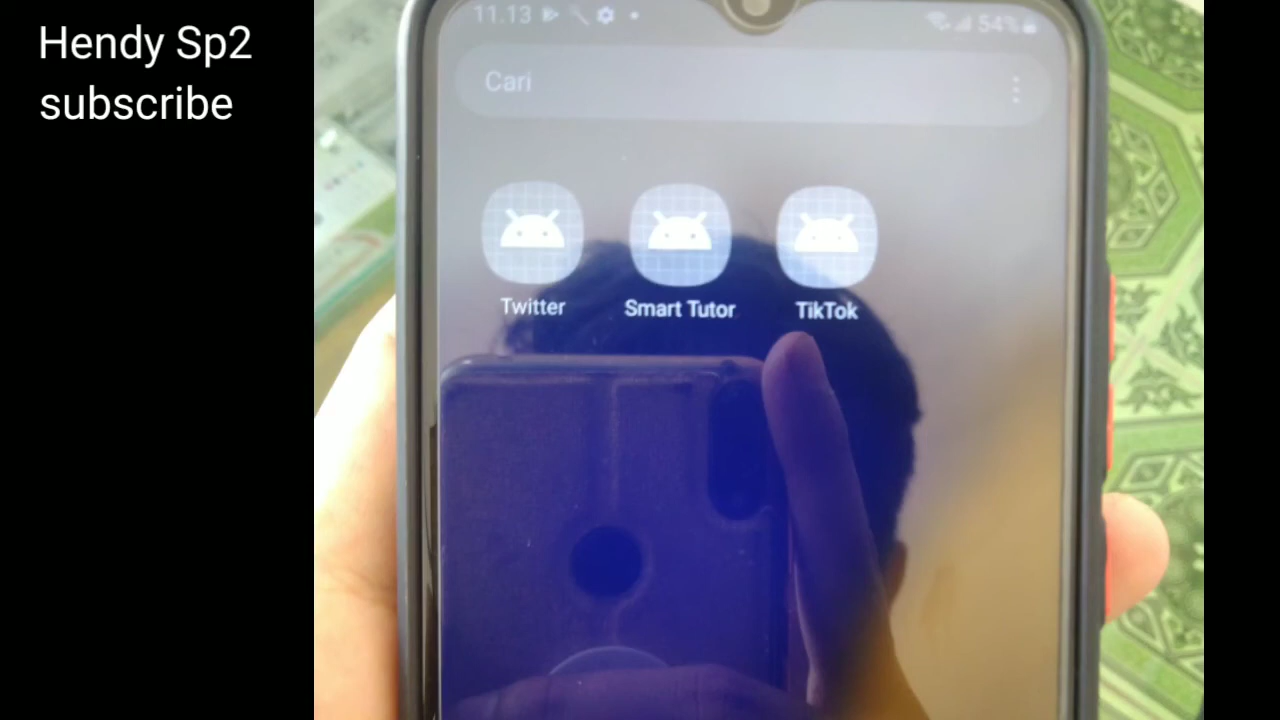 Hendy Sp2
subscribe
11.13
54%
Cari
Twitter
Smart Tutor
TikTok